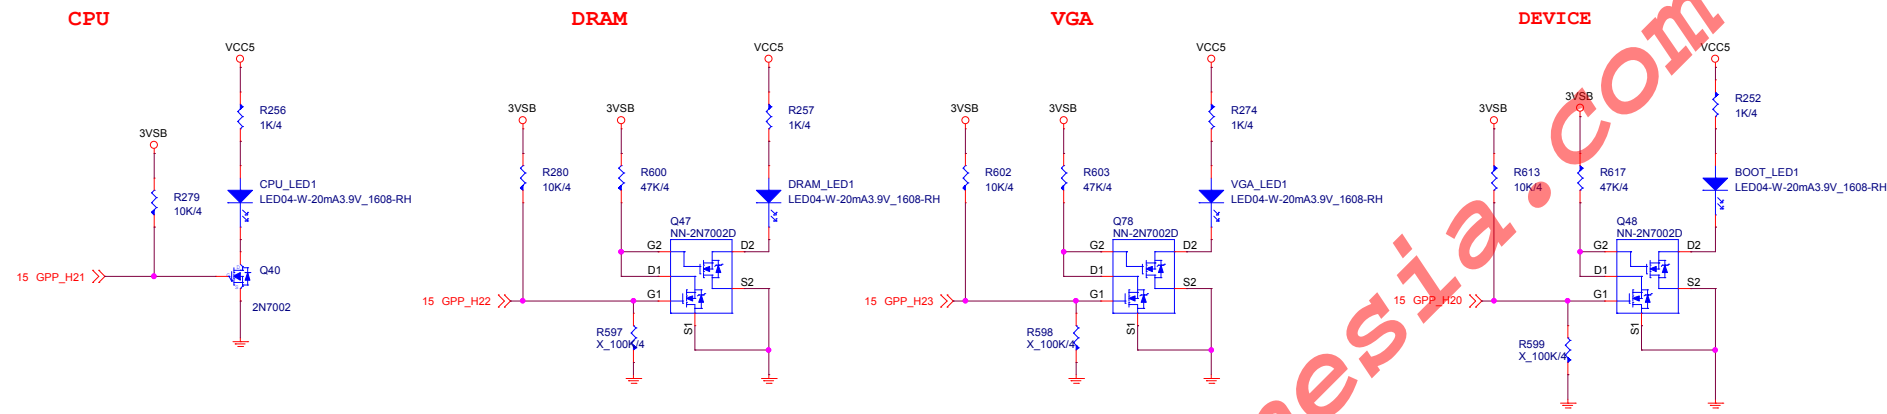 CPU
VCC5
R256
1K/4
3VSB
R279
10K/4
CPU_LED1
LED04-W-20mA3.9V_1608-RH
15 GPP_H21
Q40
2N7002
DRAM
VCC5
3VSB
3VSB
R257
1K/4
R280
10K/4
R600
47K/4
DRAM_LED1
LED04-W-20mA3.9V_1608-RH
Q47
NN-2N7002D
G2
D2
D1
S2
15 GPP_H22
G1
S1
R597
X_100K/4
VGA
VCC5
3VSB
3VSB
R274
1K/4
R602
10K/4
R603
47K/4
VGA_LED1
LED04-W-20mA3.9V_1608-RH
Q78
NN-2N7002D
G2
D2
D1
S2
15 GPP_H23
G1
S1
R598
X_100K/4
DEVICE
VCC5
3VSB
3VSB
R252
1K/4
R613
10K/4
R617
47K/4
BOOT_LED1
LED04-W-20mA3.9V_1608-RH
Q48
NN-2N7002D
G2
D2
D1
S2
15 GPP_H20
G1
S1
R599
X_100K/4
nesia.com